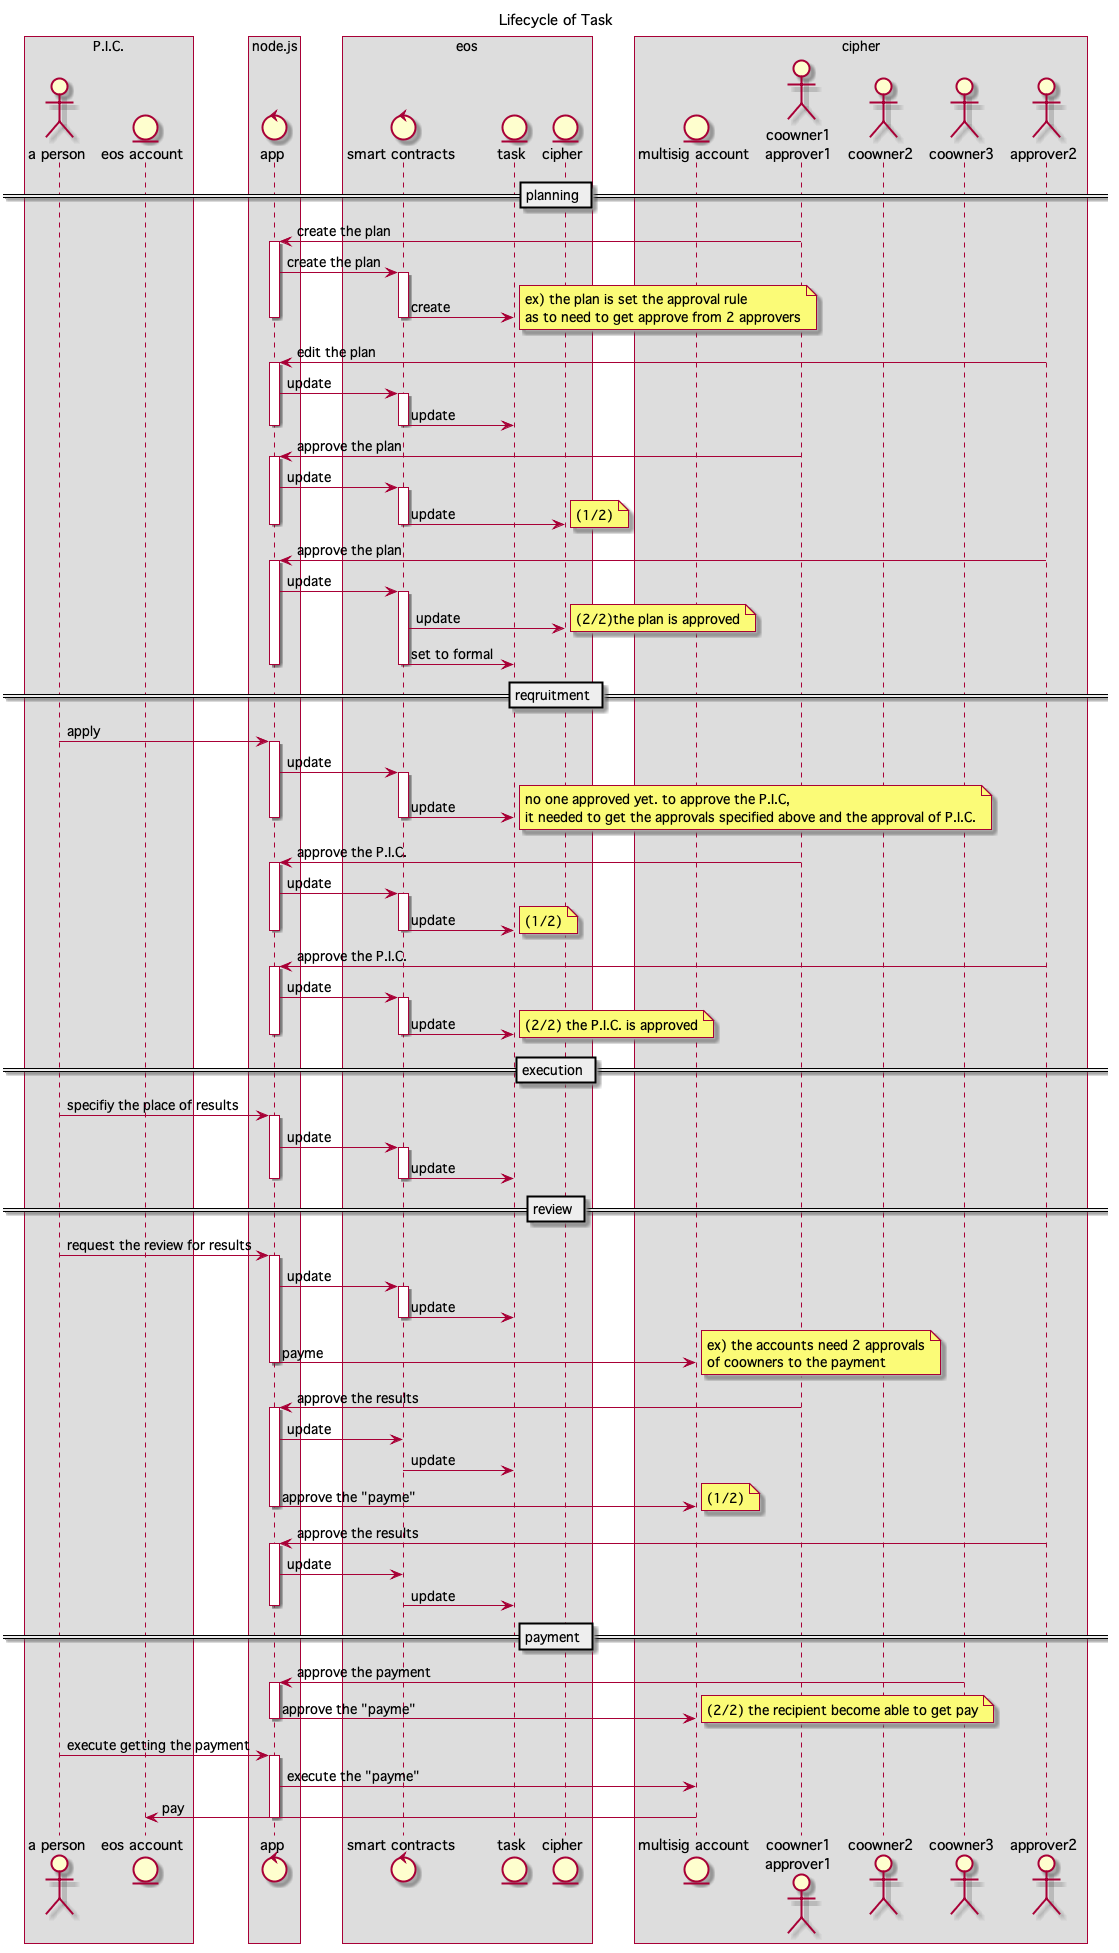 Lifecycle of Task
P.I.C.
node.js
eos
cipher
a person
eos account
app
smart contracts
task
cipher
multisig account
coowner1
approver1
coowner2
coowner3
approver2
planning
create the plan
create the plan
create
ex) the plan is set the approval rule
as to need to get approve from 2 approvers
edit the plan
update
update
approve the plan
update
update
(1/2)
approve the plan
update
update
(2/2)the plan is approved
set to formal
reqruitment
apply
update
update
no one approved yet. to approve the P.I.C,
it needed to get the approvals specified above and the approval of P.I.C.
approve the P.I.C.
update
update
(1/2)
approve the P.I.C.
update
update
(2/2) the P.I.C. is approved
execution
specifiy the place of results
update
update
review
request the review for results
update
update
payme
ex) the accounts need 2 approvals
of coowners to the payment
approve the results
update
update
approve the "payme"
(1/2)
approve the results
update
update
payment
approve the payment
approve the "payme"
(2/2) the recipient become able to get pay
execute getting the payment
execute the "payme"
pay
a person
eos account
app
smart contracts
task
cipher
multisig account
coowner1
approver1
coowner2
coowner3
approver2